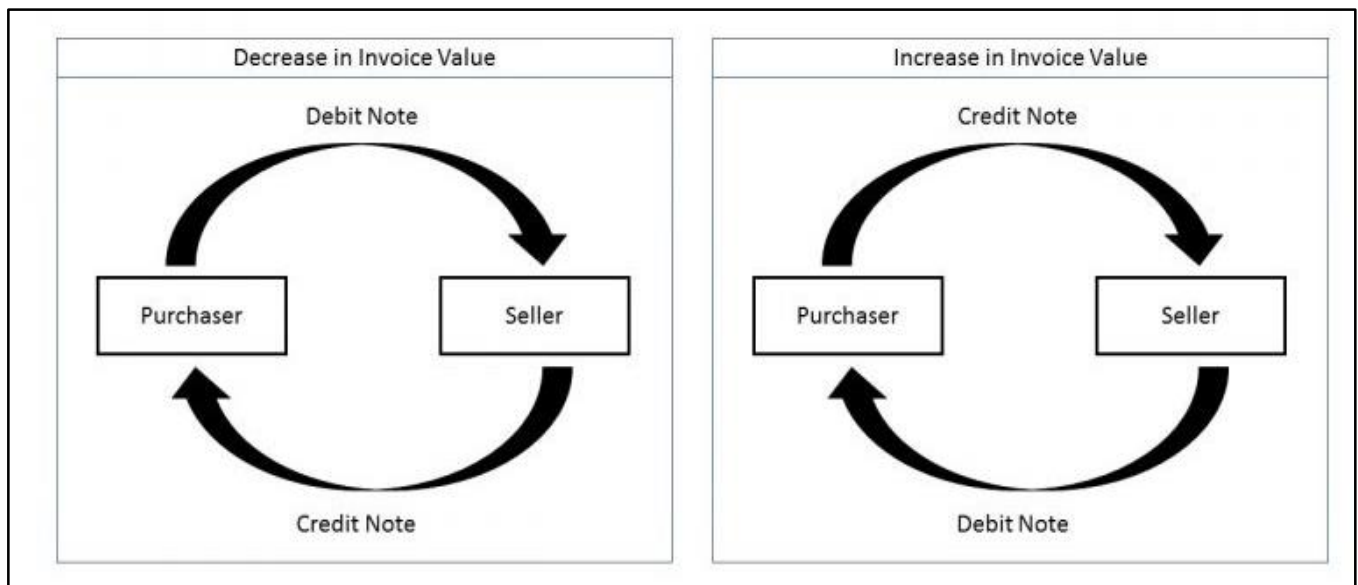 Decrease in Invoice Value
Debit Note
Purchaser
Seller
Credit Note
Increase in Invoice Value
Credit Note
Purchaser
Seller
Debit Note